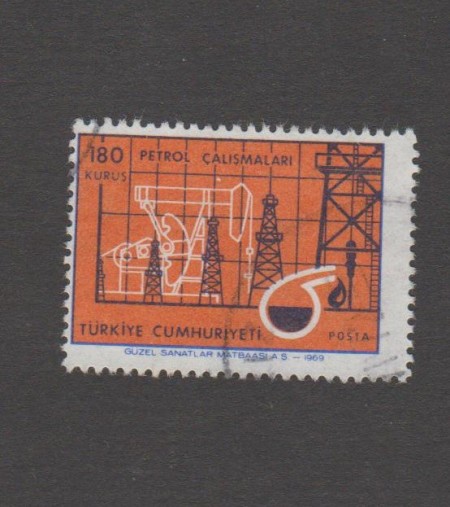 180 PETROL ÇALIŞMALARI
KURUŞ
TÜRKİYE CUMHURİYETİ POSTA
GÜZEL SANATLAR MATBAASI A.Ş. – 1969